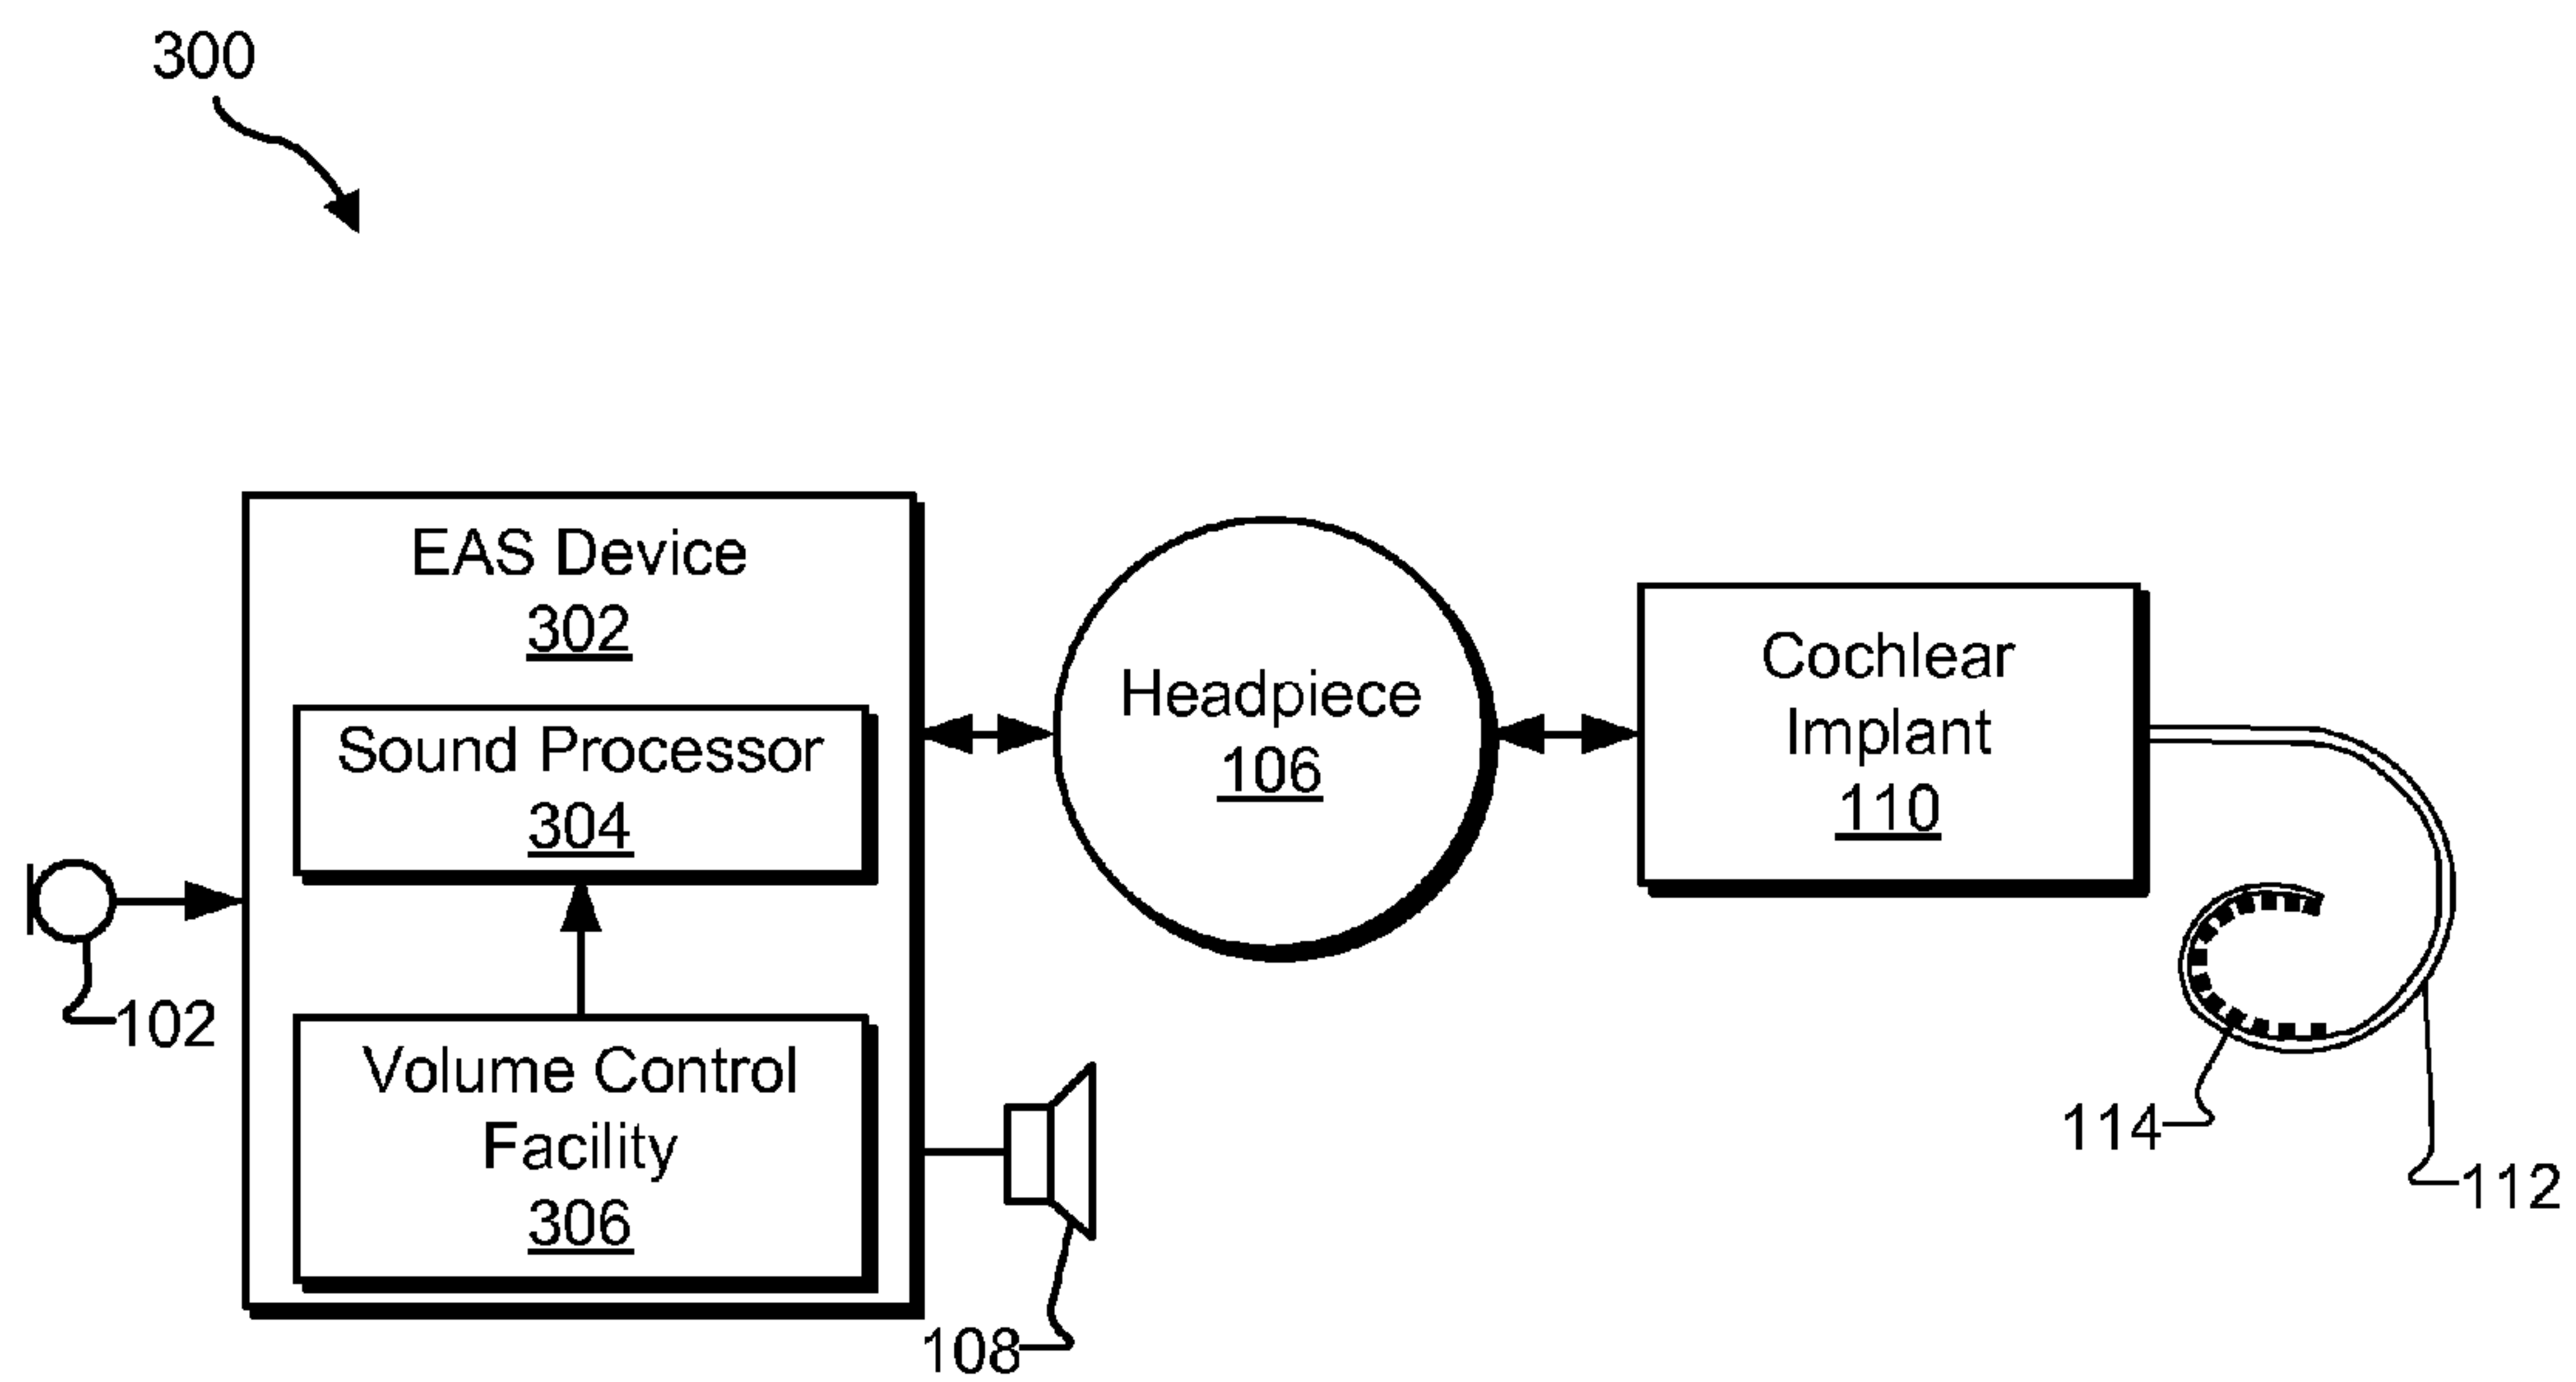 300
EAS Device
302
Sound Processor
304
Volume Control
Facility
306
Headpiece
106
Cochlear
Implant
110
102
108
114
112